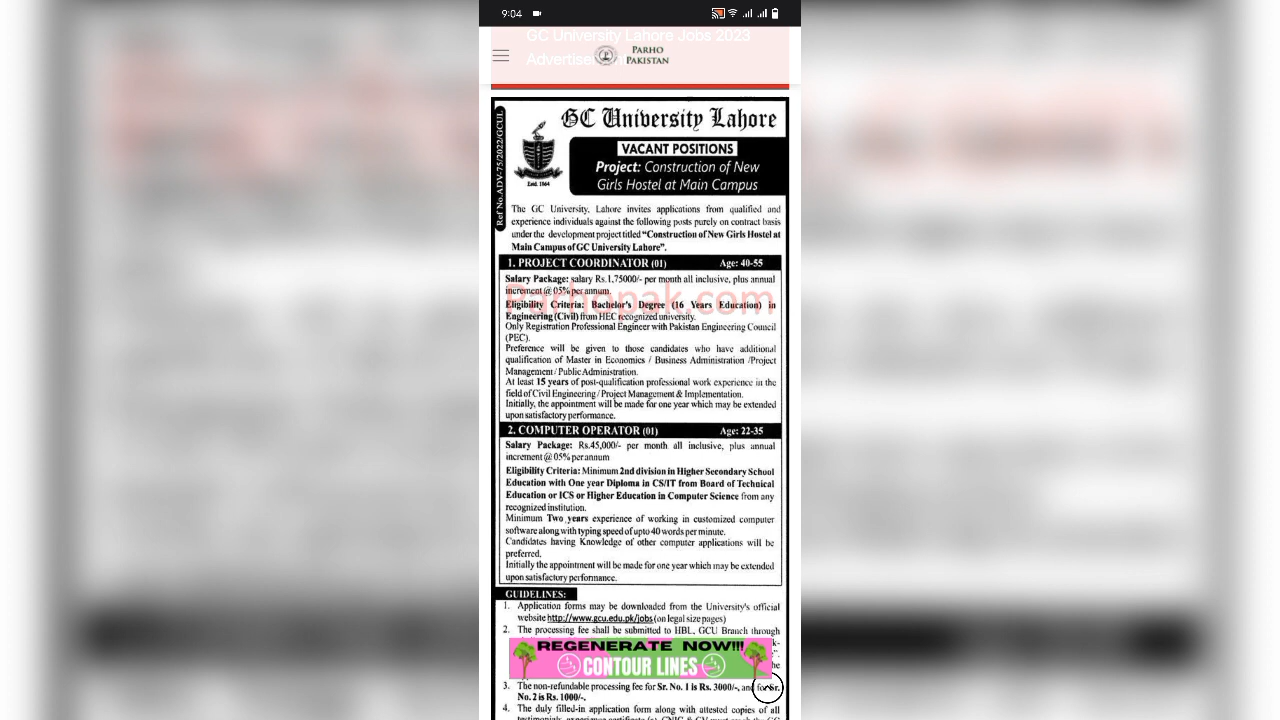 9:04
GC University Lahore Jobs 2023
PARHO
PAKISTAN
Ref No.ADV-75/2022/GCUL
GC University Lahore
Estd. 1864
VACANT POSITIONS
Project: Construction of New
Girls Hostel at Main Campus
The GC University, Lahore invites applications from qualified and
experience individuals against the following posts purely on contract basis
under the development project titled “Construction of New Girls Hostel at
Main Campus of GC University Lahore”.
1. PROJECT COORDINATOR (01) Age: 40-55
Salary Package: salary Rs.1,75000/- per month all inclusive, plus annual
increment @ 05% per annum.
Parhopak.com
Eligibility Criteria: Bachelor's Degree (16 Years Education) in
Engineering (Civil) from HEC recognized university.
Only Registration Professional Engineer with Pakistan Engineering Council
(PEC).
Preference will be given to those candidates who have additional
qualification of Master in Economics / Business Administration /Project
Management / Public Administration.
At least 15 years of post-qualification professional work experience in the
field of Civil Engineering / Project Management & Implementation.
Initially, the appointment will be made for one year which may be extended
upon satisfactory performance.
2. COMPUTER OPERATOR (01) Age: 22-35
Salary Package: Rs.45,000/- per month all inclusive, plus annual
increment @ 05% per annum
Eligibility Criteria: Minimum 2nd division in Higher Secondary School
Education with One year Diploma in CS/IT from Board of Technical
Education or ICS or Higher Education in Computer Science from any
recognized institution.
Minimum Two years experience of working in customized computer
software along with typing speed of upto 40 words per minute.
Candidates having Knowledge of other computer applications will be
preferred.
Initially the appointment will be made for one year which may be extended
upon satisfactory performance.
GUIDELINES:
1. Application forms may be downloaded from the University's official
website http://www.gcu.edu.pk/jobs (on legal size pages)
2. The processing fee shall be submitted to HBL, GCU Branch through
REGENERATE NOW!!!
CONTOUR LINES
3. The non-refundable processing fee for Sr. No. 1 is Rs. 3000/-, and for Sr.
No. 2 is Rs. 1000/-.
4. The duly filled-in application form along with attested copies of all